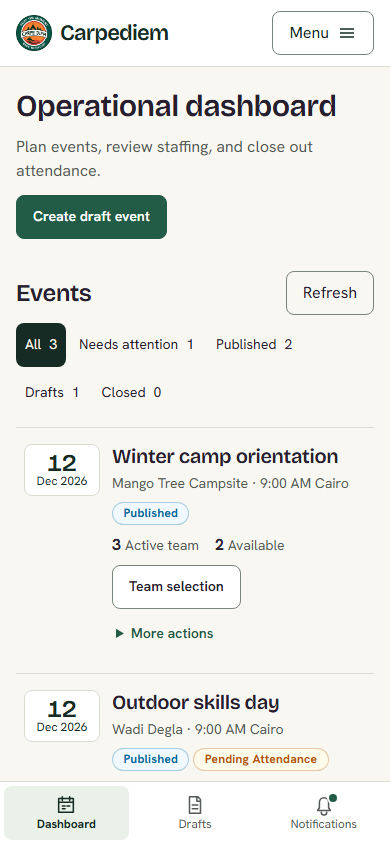 Carpediem
Menu
Operational dashboard
Plan events, review staffing, and close out
attendance.
Create draft event
Events
Refresh
All 3 Needs attention 1 Published 2
Drafts 1 Closed 0
12
Dec 2026
Winter camp orientation
Mango Tree Campsite · 9:00 AM Cairo
Published
3 Active team 2 Available
Team selection
More actions
12
Dec 2026
Outdoor skills day
Wadi Degla · 9:00 AM Cairo
Published Pending Attendance
Dashboard
Drafts
Notifications